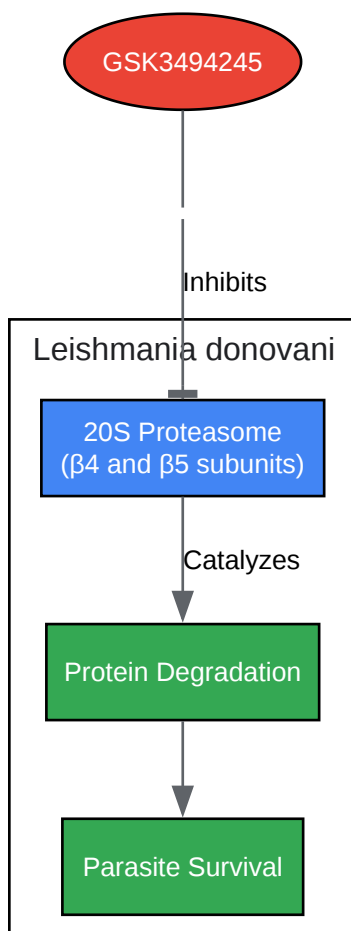 GSK3494245
Inhibits
Leishmania donovani
20S Proteasome
(β4 and β5 subunits)
Catalyzes
Protein Degradation
Parasite Survival